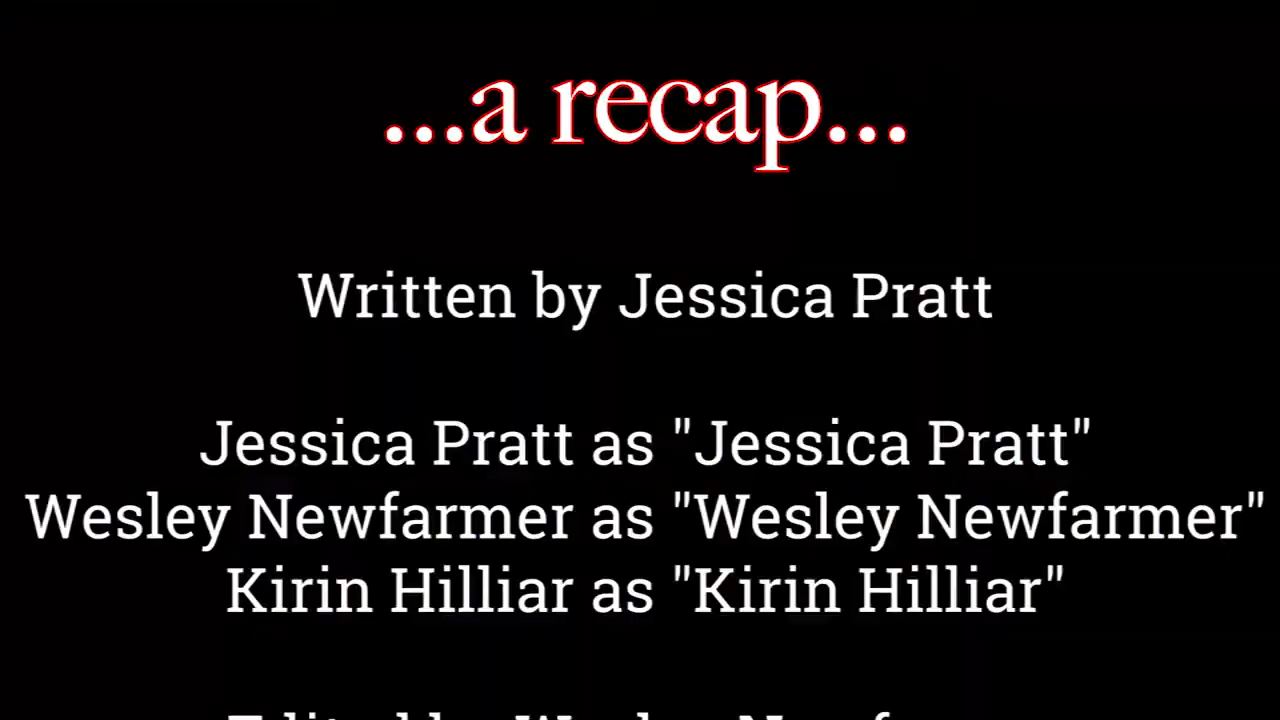 ...a recap...
Written by Jessica Pratt
Jessica Pratt as "Jessica Pratt"
Wesley Newfarmer as "Wesley Newfarmer"
Kirin Hilliar as "Kirin Hilliar"